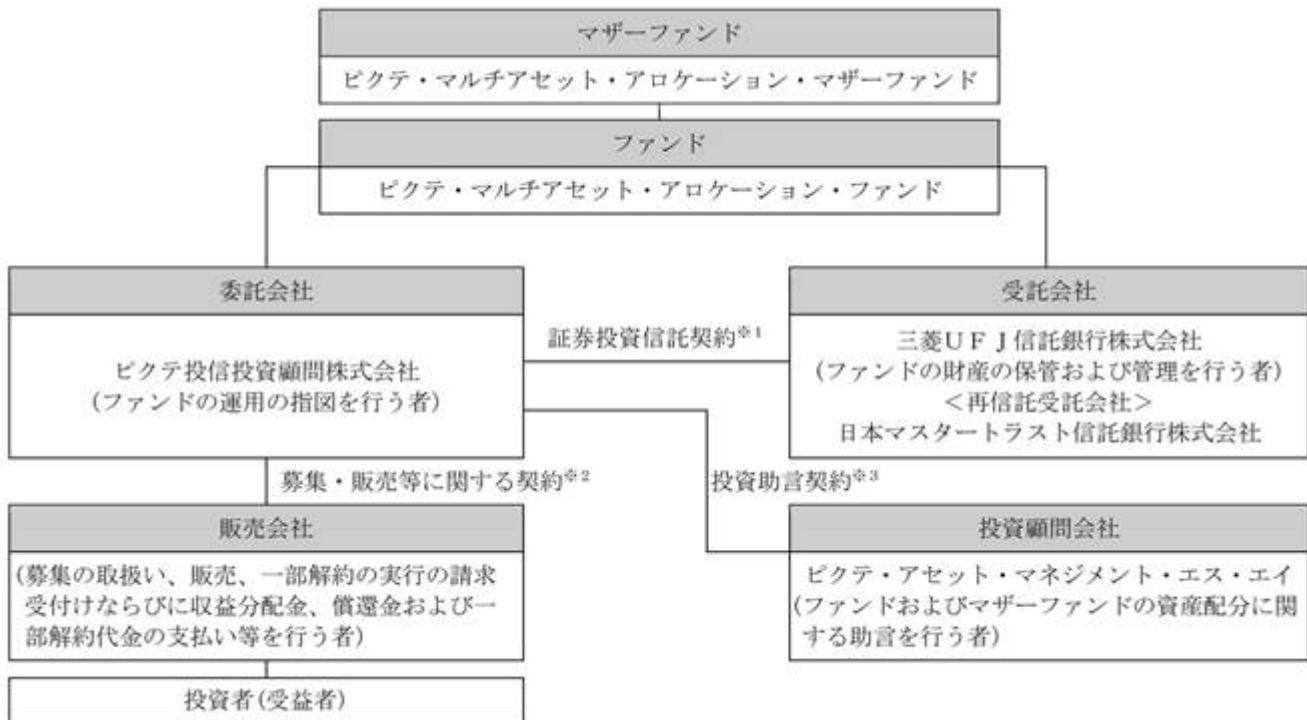 マザーファンド
ピクテ・マルチアセット・アロケーション・マザーファンド
ファンド
ピクテ・マルチアセット・アロケーション・ファンド
委託会社
ピクテ投信投資顧問株式会社
(ファンドの運用の指図を行う者)
証券投資信託契約※1
受託会社
三菱UFJ信託銀行株式会社
(ファンドの財産の保管および管理を行う者)
<再信託受託会社>
日本マスタートラスト信託銀行株式会社
募集・販売等に関する契約※2
投資助言契約※3
販売会社
(募集の取扱い、販売、一部解約の実行の請求
受付けならびに収益分配金、償還金および一
部解約代金の支払い等を行う者)
投資顧問会社
ピクテ・アセット・マネジメント・エス・エイ
(ファンドおよびマザーファンドの資産配分に関
する助言を行う者)
投資者(受益者)